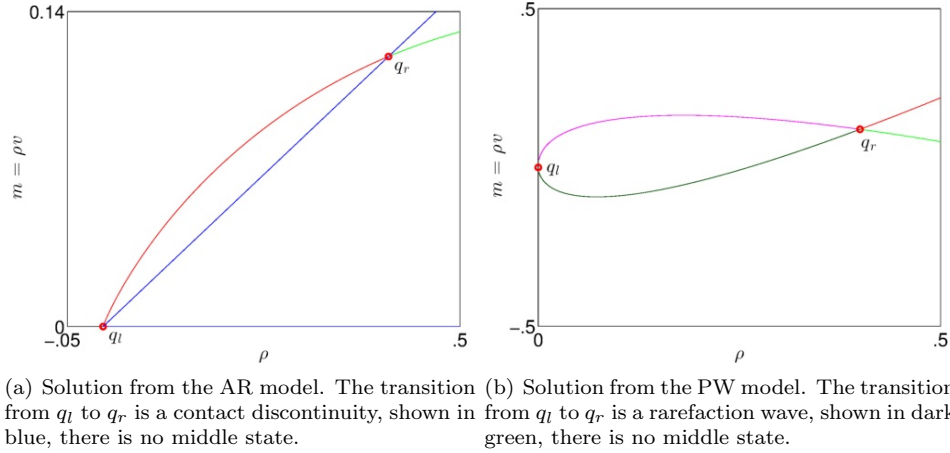 0.14
q_r
m = ρv
0
−.05
q_l
ρ
.5
.5
m = ρv
q_l
q_r
−.5
0
ρ
.5
(a) Solution from the AR model. The transition
from q_l to q_r is a contact discontinuity, shown in
blue, there is no middle state.
(b) Solution from the PW model. The transition
from q_l to q_r is a rarefaction wave, shown in dark
green, there is no middle state.